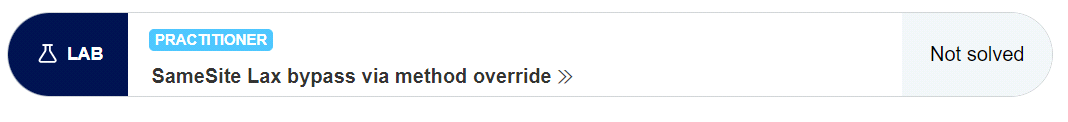 LAB
PRACTITIONER
SameSite Lax bypass via method override
Not solved